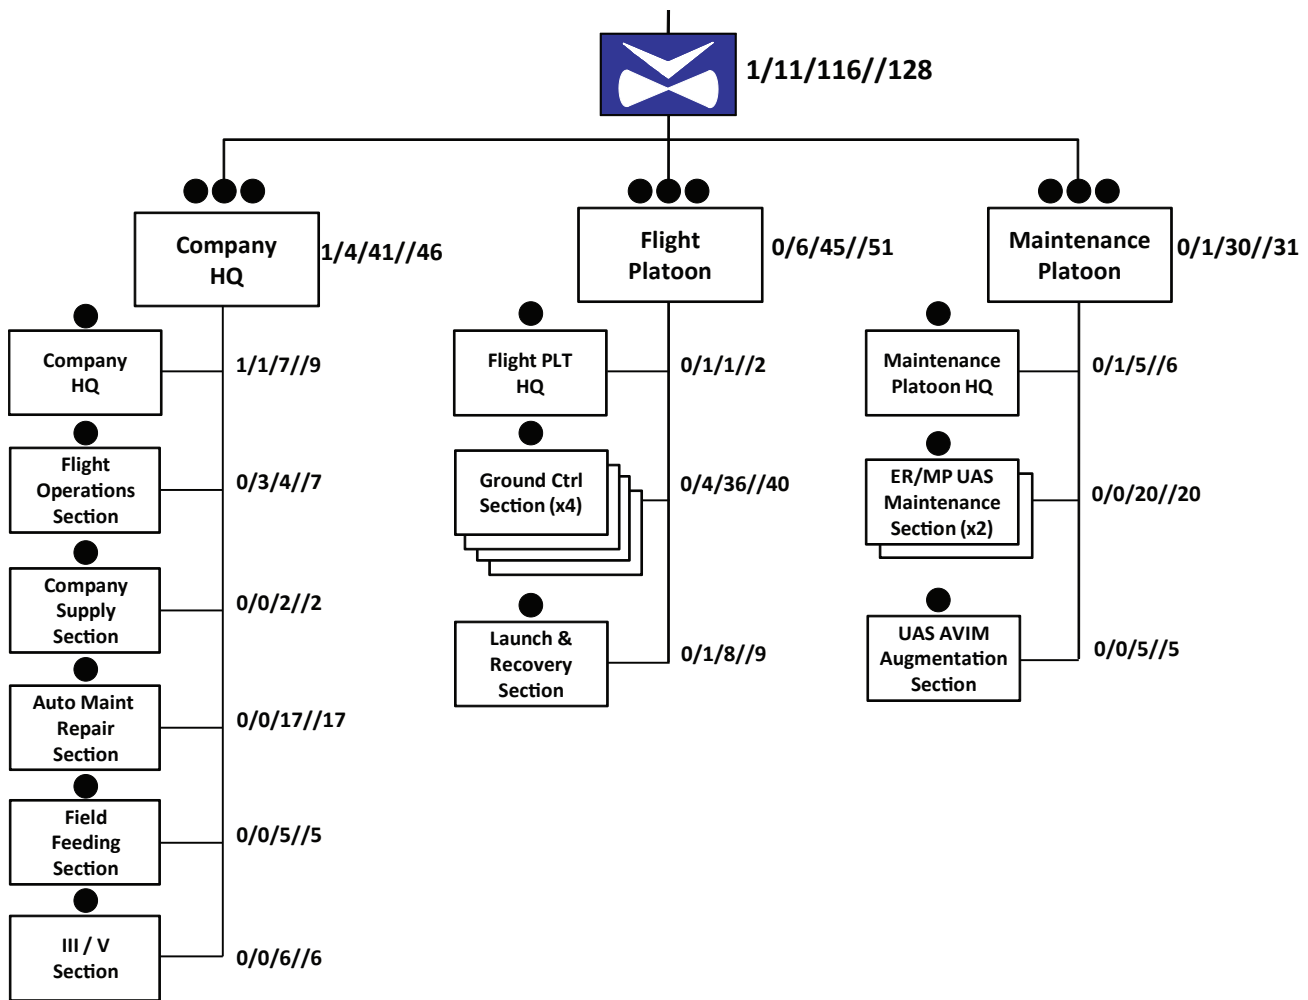 1/11/116//128
Company
HQ
1/4/41//46
Flight
Platoon
0/6/45//51
Maintenance
Platoon
0/1/30//31
Company
HQ
1/1/7//9
Flight
Operations
Section
0/3/4//7
Company
Supply
Section
0/0/2//2
Auto Maint
Repair
Section
0/0/17//17
Field
Feeding
Section
0/0/5//5
III / V
Section
0/0/6//6
Flight PLT
HQ
0/1/1//2
Ground Ctrl
Section (x4)
0/4/36//40
Launch &
Recovery
Section
0/1/8//9
Maintenance
Platoon HQ
0/1/5//6
ER/MP UAS
Maintenance
Section (x2)
0/0/20//20
UAS AVIM
Augmentation
Section
0/0/5//5